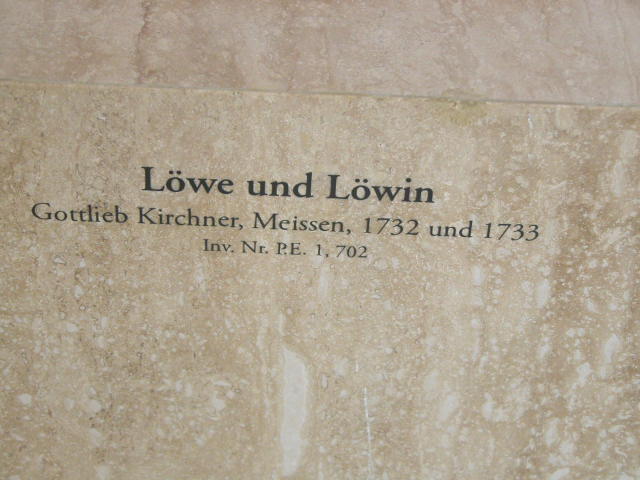 Löwe und Löwin
Gottlieb Kirchner, Meissen, 1732 und 1733
Inv. Nr. P.E. 1, 702